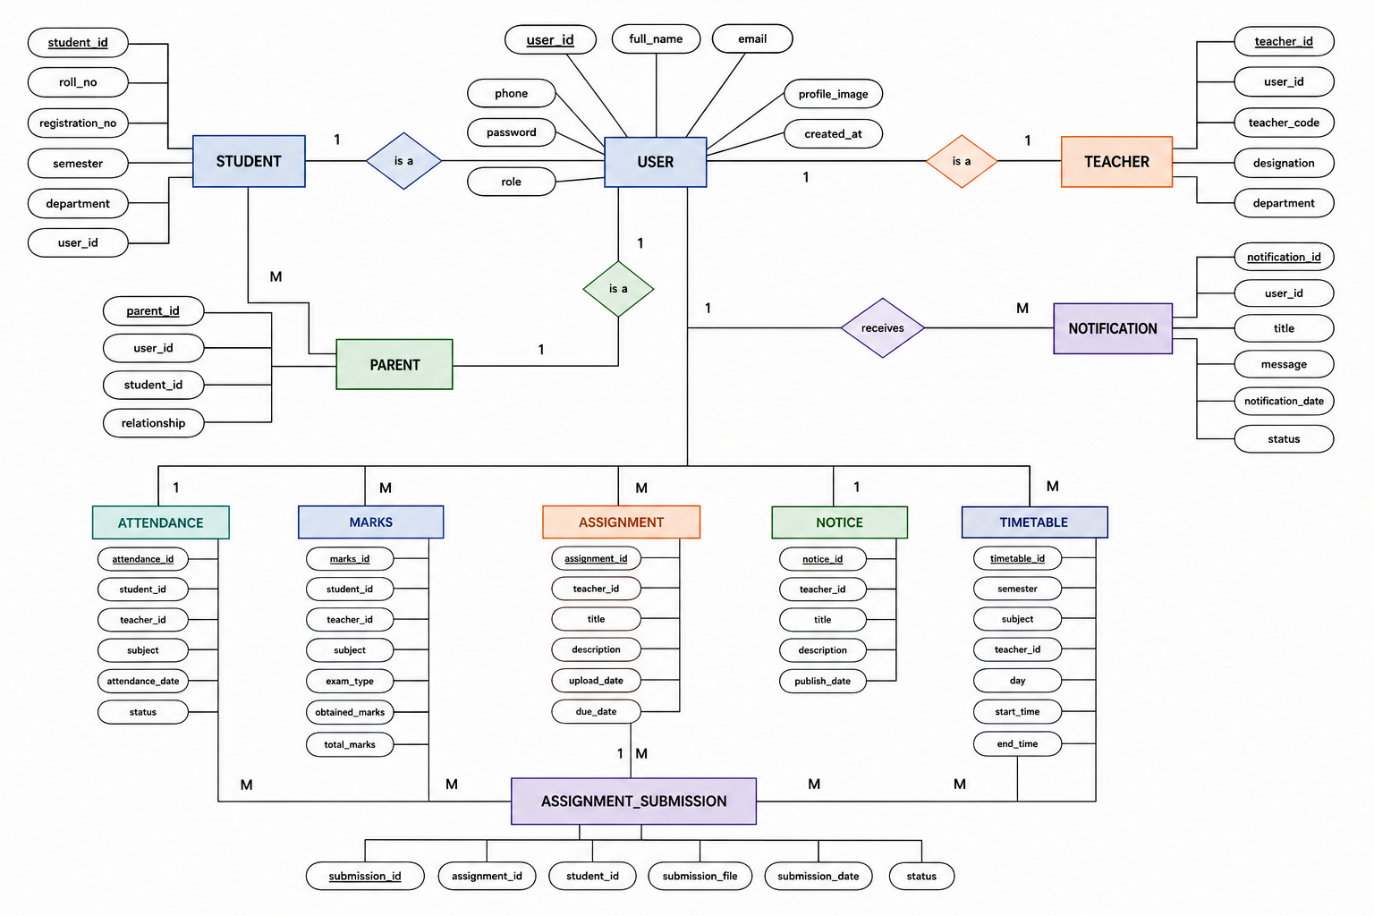 student_id
roll_no
registration_no
semester
department
user_id
STUDENT
1
is a
user_id
full_name
email
phone
password
role
profile_image
created_at
USER
1
is a
1
TEACHER
teacher_id
user_id
teacher_code
designation
department
M
1
is a
1
parent_id
user_id
student_id
relationship
PARENT
1
receives
M
NOTIFICATION
notification_id
user_id
title
message
notification_date
status
1
M
M
1
M
ATTENDANCE
attendance_id
student_id
teacher_id
subject
attendance_date
status
MARKS
marks_id
student_id
teacher_id
subject
exam_type
obtained_marks
total_marks
ASSIGNMENT
assignment_id
teacher_id
title
description
upload_date
due_date
NOTICE
notice_id
teacher_id
title
description
publish_date
TIMETABLE
timetable_id
semester
subject
teacher_id
day
start_time
end_time
1 M
M
M
M
M
ASSIGNMENT_SUBMISSION
submission_id
assignment_id
student_id
submission_file
submission_date
status